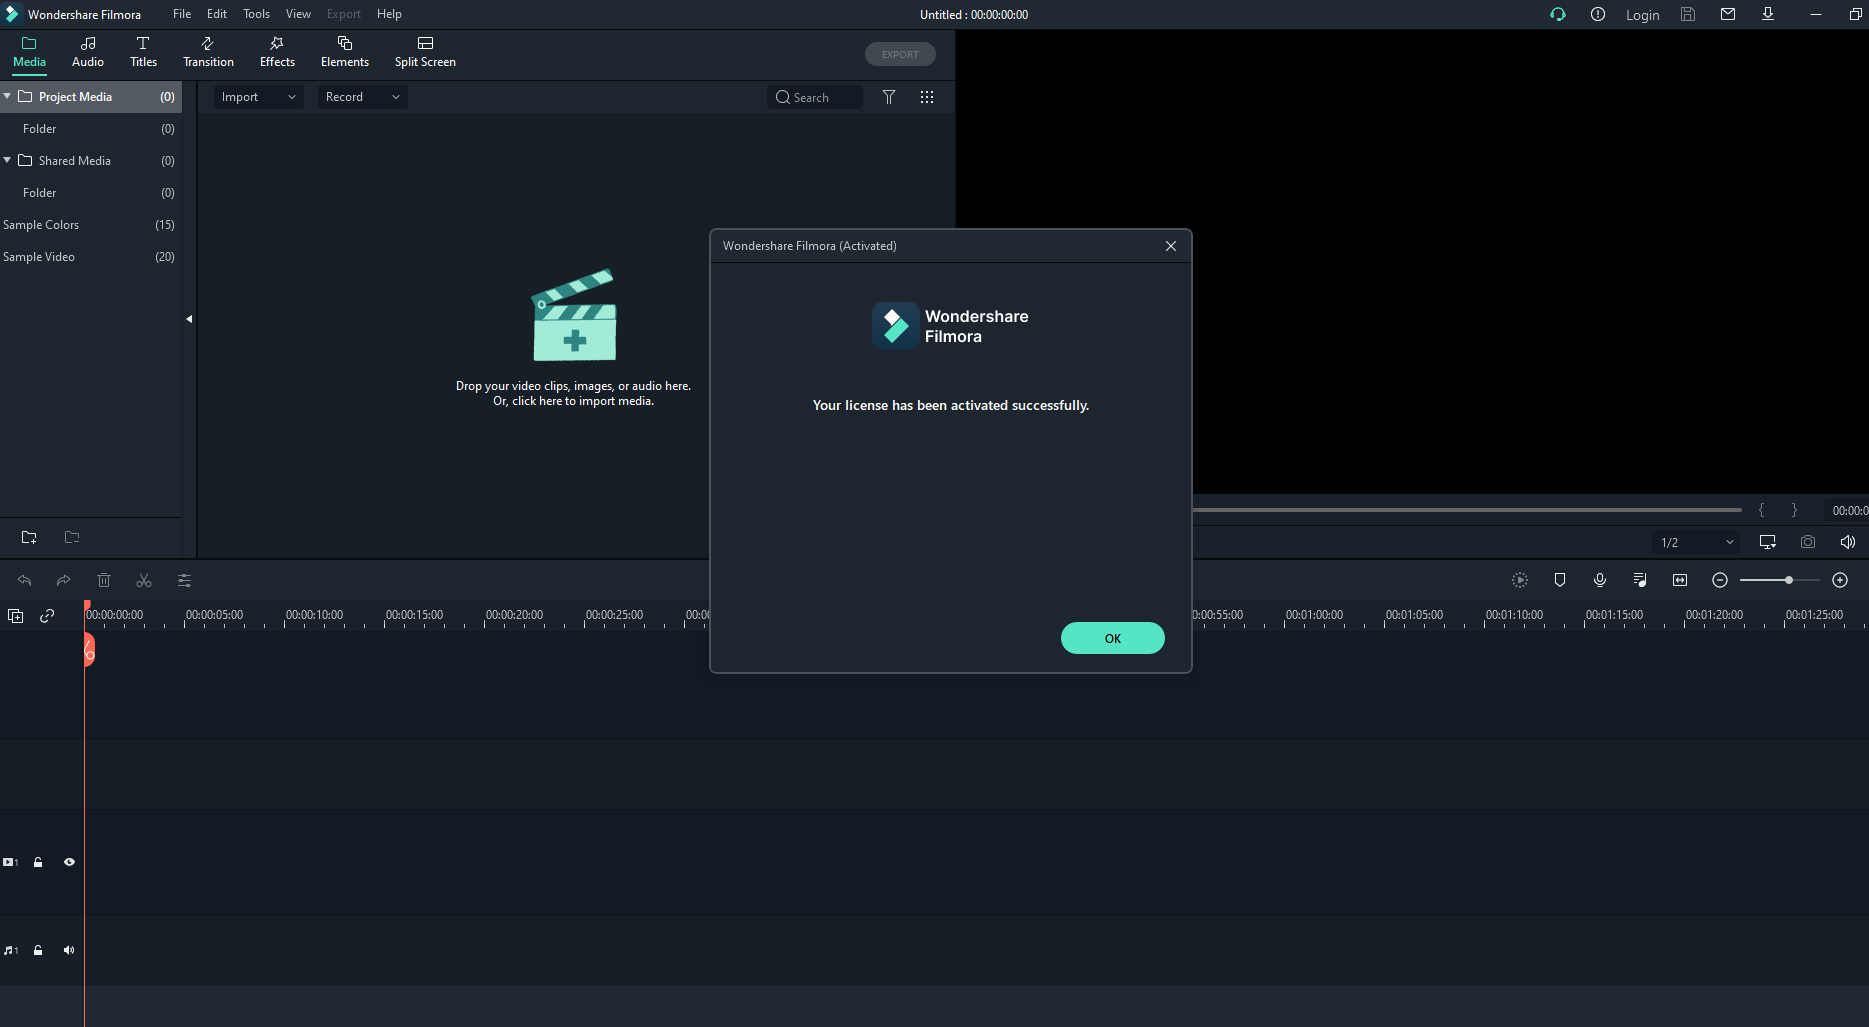 Wondershare Filmora File Edit Tools View Export Help Untitled : 00:00:00:00 Login
Media Audio Titles Transition Effects Elements Split Screen EXPORT
Project Media (0) Import Record Search
Folder (0)
Shared Media (0)
Folder (0)
Sample Colors (15)
Sample Video (20)
Drop your video clips, images, or audio here.
Or, click here to import media.
Wondershare Filmora (Activated)
Wondershare
Filmora
Your license has been activated successfully.
OK
{ } 00:00:0
1/2
00:00:00:00 00:00:05:00 00:00:10:00 00:00:15:00 00:00:20:00 00:00:25:00 00:00 0:00:55:00 00:01:00:00 00:01:05:00 00:01:10:00 00:01:15:00 00:01:20:00 00:01:25:00
1
1